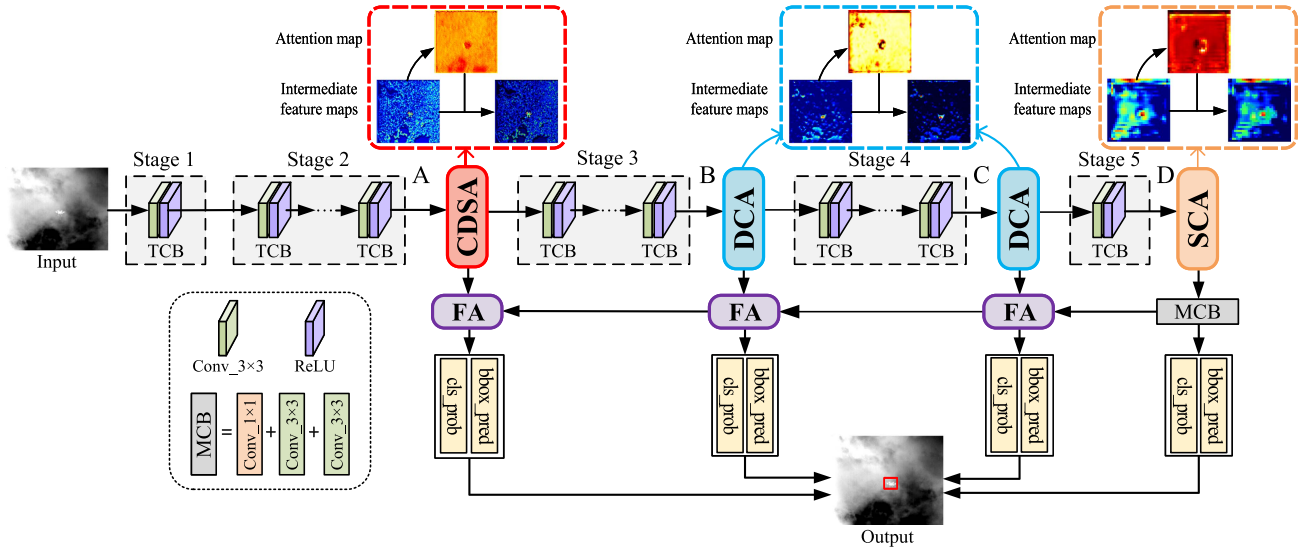 Attention map
Intermediate
feature maps
Attention map
Intermediate
feature maps
Attention map
Intermediate
feature maps
Stage 1
Stage 2
A
Stage 3
B
Stage 4
C
Stage 5
D
TCB
TCB
TCB
CDSA
TCB
TCB
DCA
TCB
TCB
DCA
TCB
SCA
Input
FA
FA
FA
MCB
Conv_3×3
ReLU
MCB
=
Conv_1×1
+
Conv_3×3
+
Conv_3×3
cls_prob
bbox_pred
cls_prob
bbox_pred
cls_prob
bbox_pred
cls_prob
bbox_pred
Output